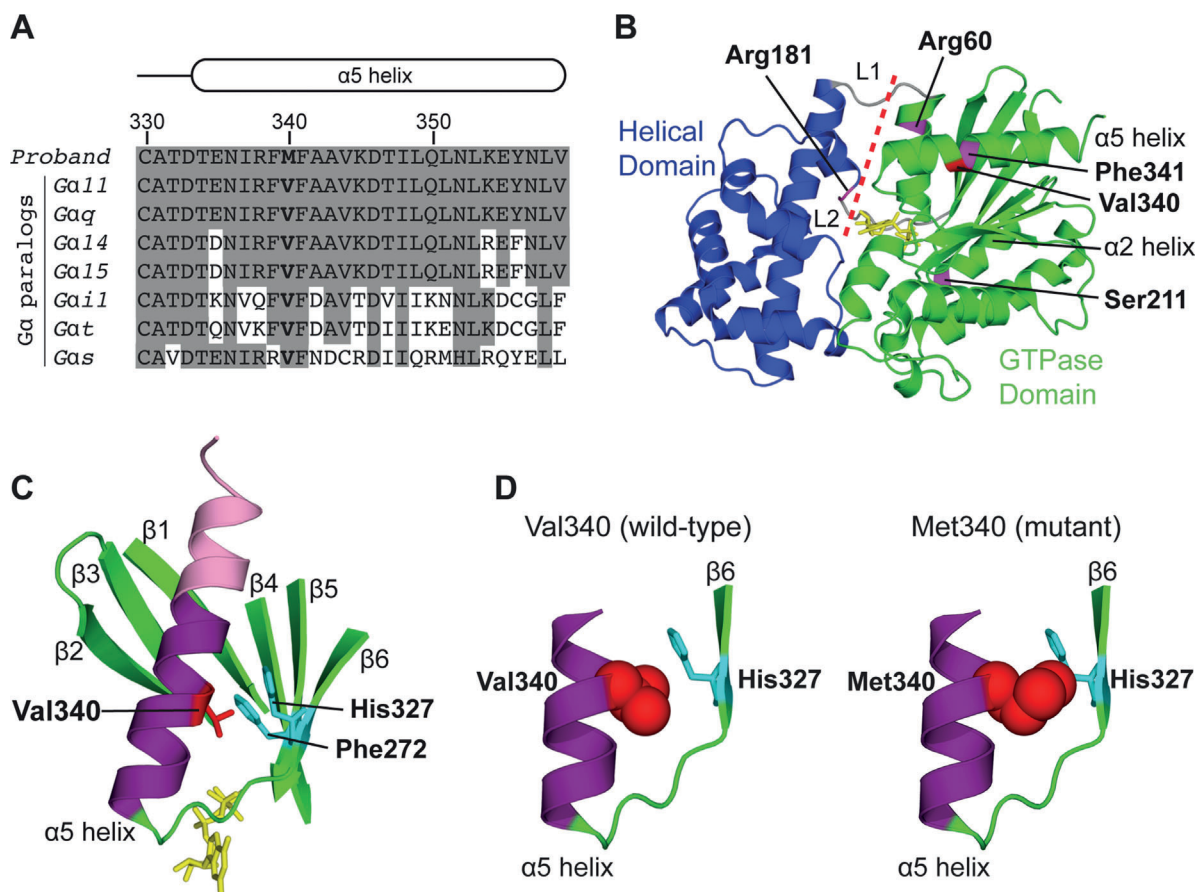 A
α5 helix
330 340 350
Proband CATDTENIRFMFAAVKDTILQLNLKEYNLV
Gα paralogs
Gα11 CATDTENIRFVFAAVKDTILQLNLKEYNLV
Gαq CATDTENIRFVFAAVKDTILQLNLKEYNLV
Gα14 CATDTDNIRFVFAAVKDTILQLNLREFNLV
Gα15 CATDTDNIRFVFAAVKDTILQLNLREFNLV
Gαi1 CATDTKNVQFVFDAVTDVIIKNNLKDCGLF
Gαt CATDTQNVKFVFDAVTDIIIKENLKDCGLF
Gαs CAVDTENIRRVFNDCRDIIQRMHLRQYELL
B
Arg60
Arg181
L1
Helical
Domain
α5 helix
Phe341
Val340
L2
α2 helix
Ser211
GTPase
Domain
C
β1
β3
β4
β5
β2
β6
Val340
His327
Phe272
α5 helix
D
Val340 (wild-type)
Met340 (mutant)
β6
β6
Val340
His327
Met340
His327
α5 helix
α5 helix